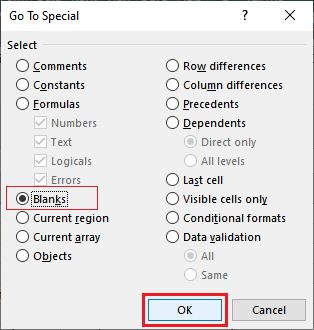 Go To Special
?
×
Select
Comments
Constants
Formulas
Numbers
Text
Logicals
Errors
Blanks
Current region
Current array
Objects
Row differences
Column differences
Precedents
Dependents
Direct only
All levels
Last cell
Visible cells only
Conditional formats
Data validation
All
Same
OK
Cancel